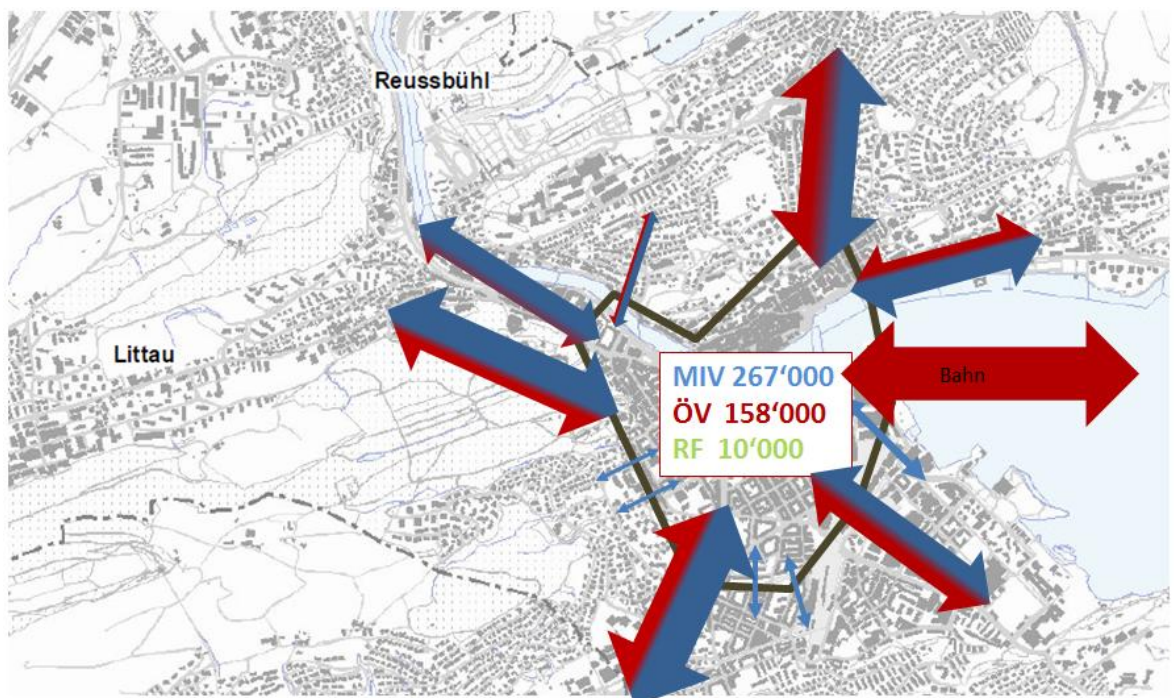 Reussbühl
Littau
MIV 267‘000
ÖV 158‘000
RF 10‘000
Bahn